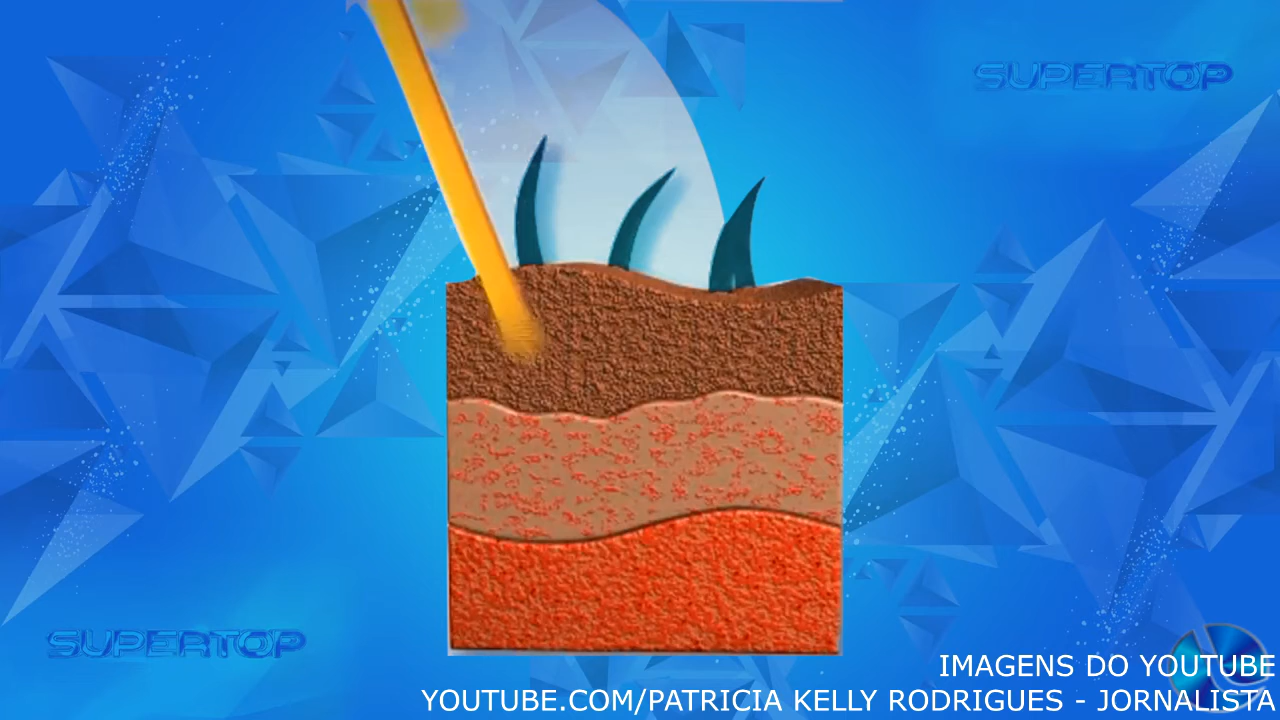 SUPERTOP
SUPERTOP
IMAGENS DO YOUTUBE
YOUTUBE.COM/PATRICIA KELLY RODRIGUES - JORNALISTA